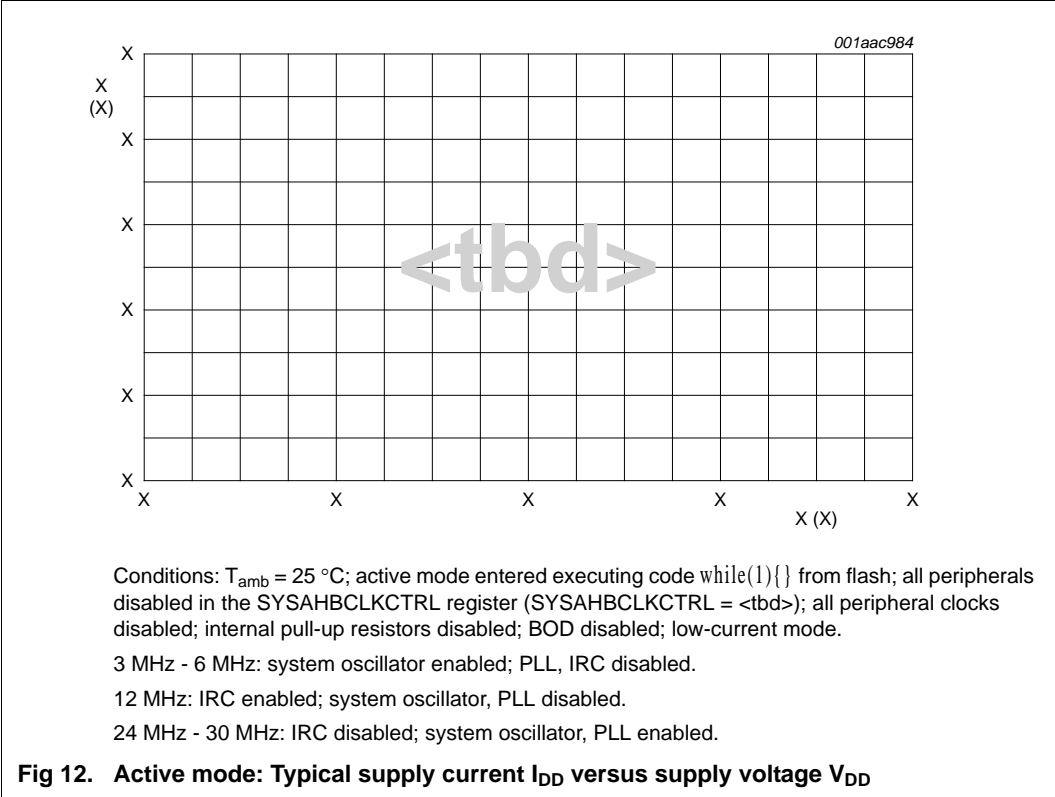 001aac984
X
X
(X)
X
X
<tbd>
X
X
X
X
X
X
X
X
X (X)
Conditions: Tamb = 25 °C; active mode entered executing code while(1){} from flash; all peripherals
disabled in the SYSAHBCLKCTRL register (SYSAHBCLKCTRL = <tbd>); all peripheral clocks
disabled; internal pull-up resistors disabled; BOD disabled; low-current mode.
3 MHz - 6 MHz: system oscillator enabled; PLL, IRC disabled.
12 MHz: IRC enabled; system oscillator, PLL disabled.
24 MHz - 30 MHz: IRC disabled; system oscillator, PLL enabled.
Fig 12. Active mode: Typical supply current IDD versus supply voltage VDD